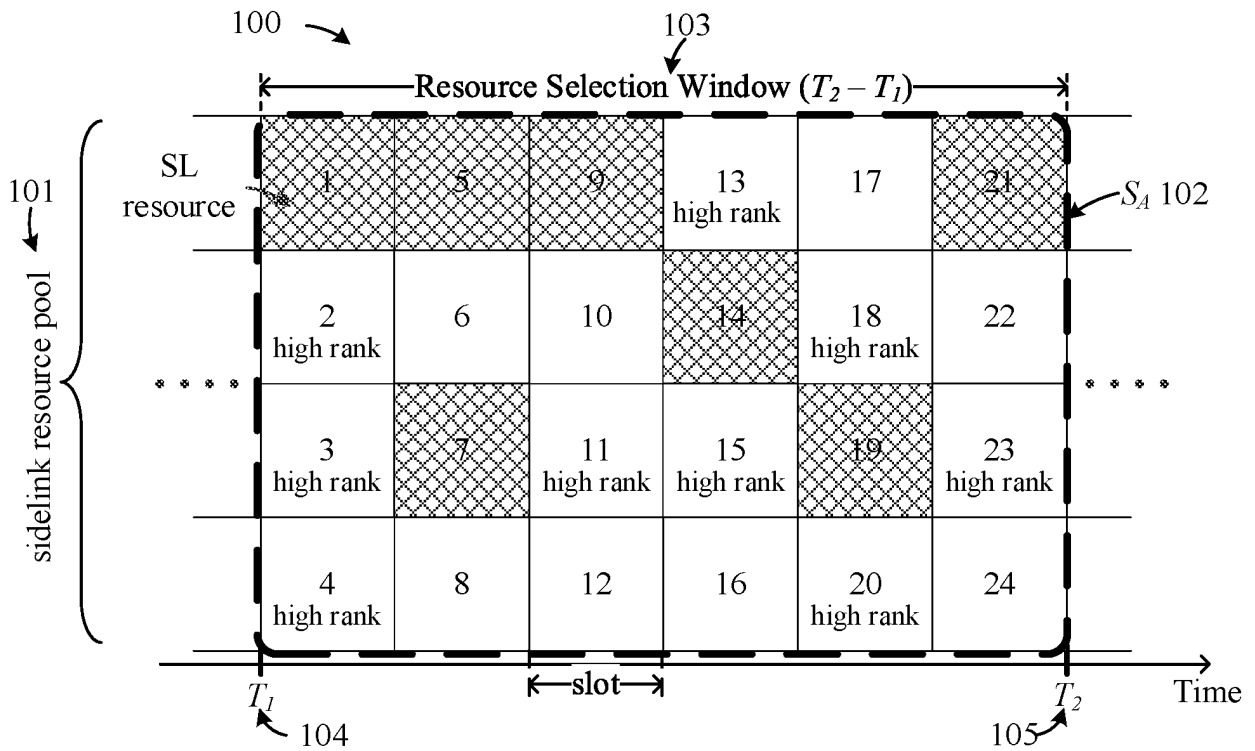 100
103
Resource Selection Window (T2 – T1)
101
sidelink resource pool
SL
resource
1
5
9
13
high rank
17
21
SA 102
2
high rank
6
10
14
18
high rank
22
3
high rank
7
11
high rank
15
high rank
19
23
high rank
4
high rank
8
12
16
20
high rank
24
T1
slot
T2
Time
104
105